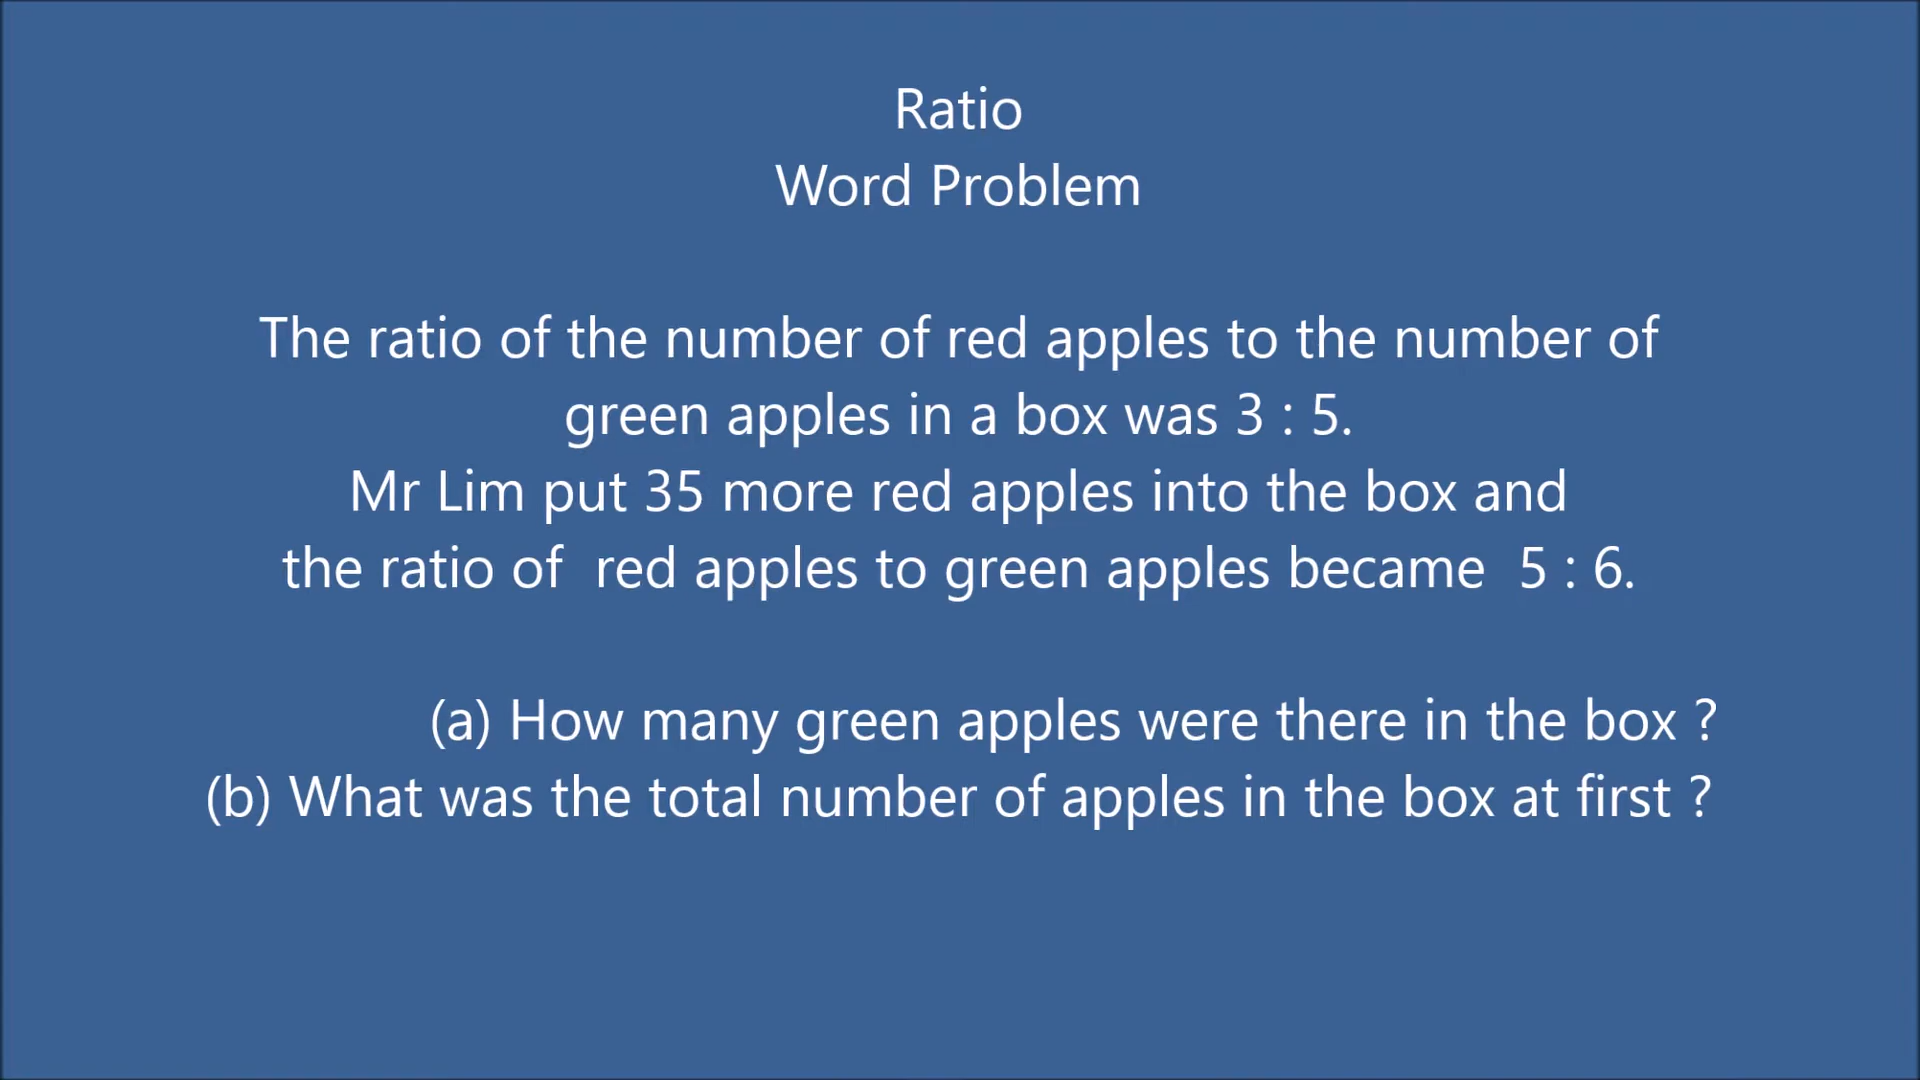 Ratio
Word Problem
The ratio of the number of red apples to the number of
green apples in a box was 3 : 5.
Mr Lim put 35 more red apples into the box and
the ratio of  red apples to green apples became  5 : 6.
(a) How many green apples were there in the box ?
(b) What was the total number of apples in the box at first ?